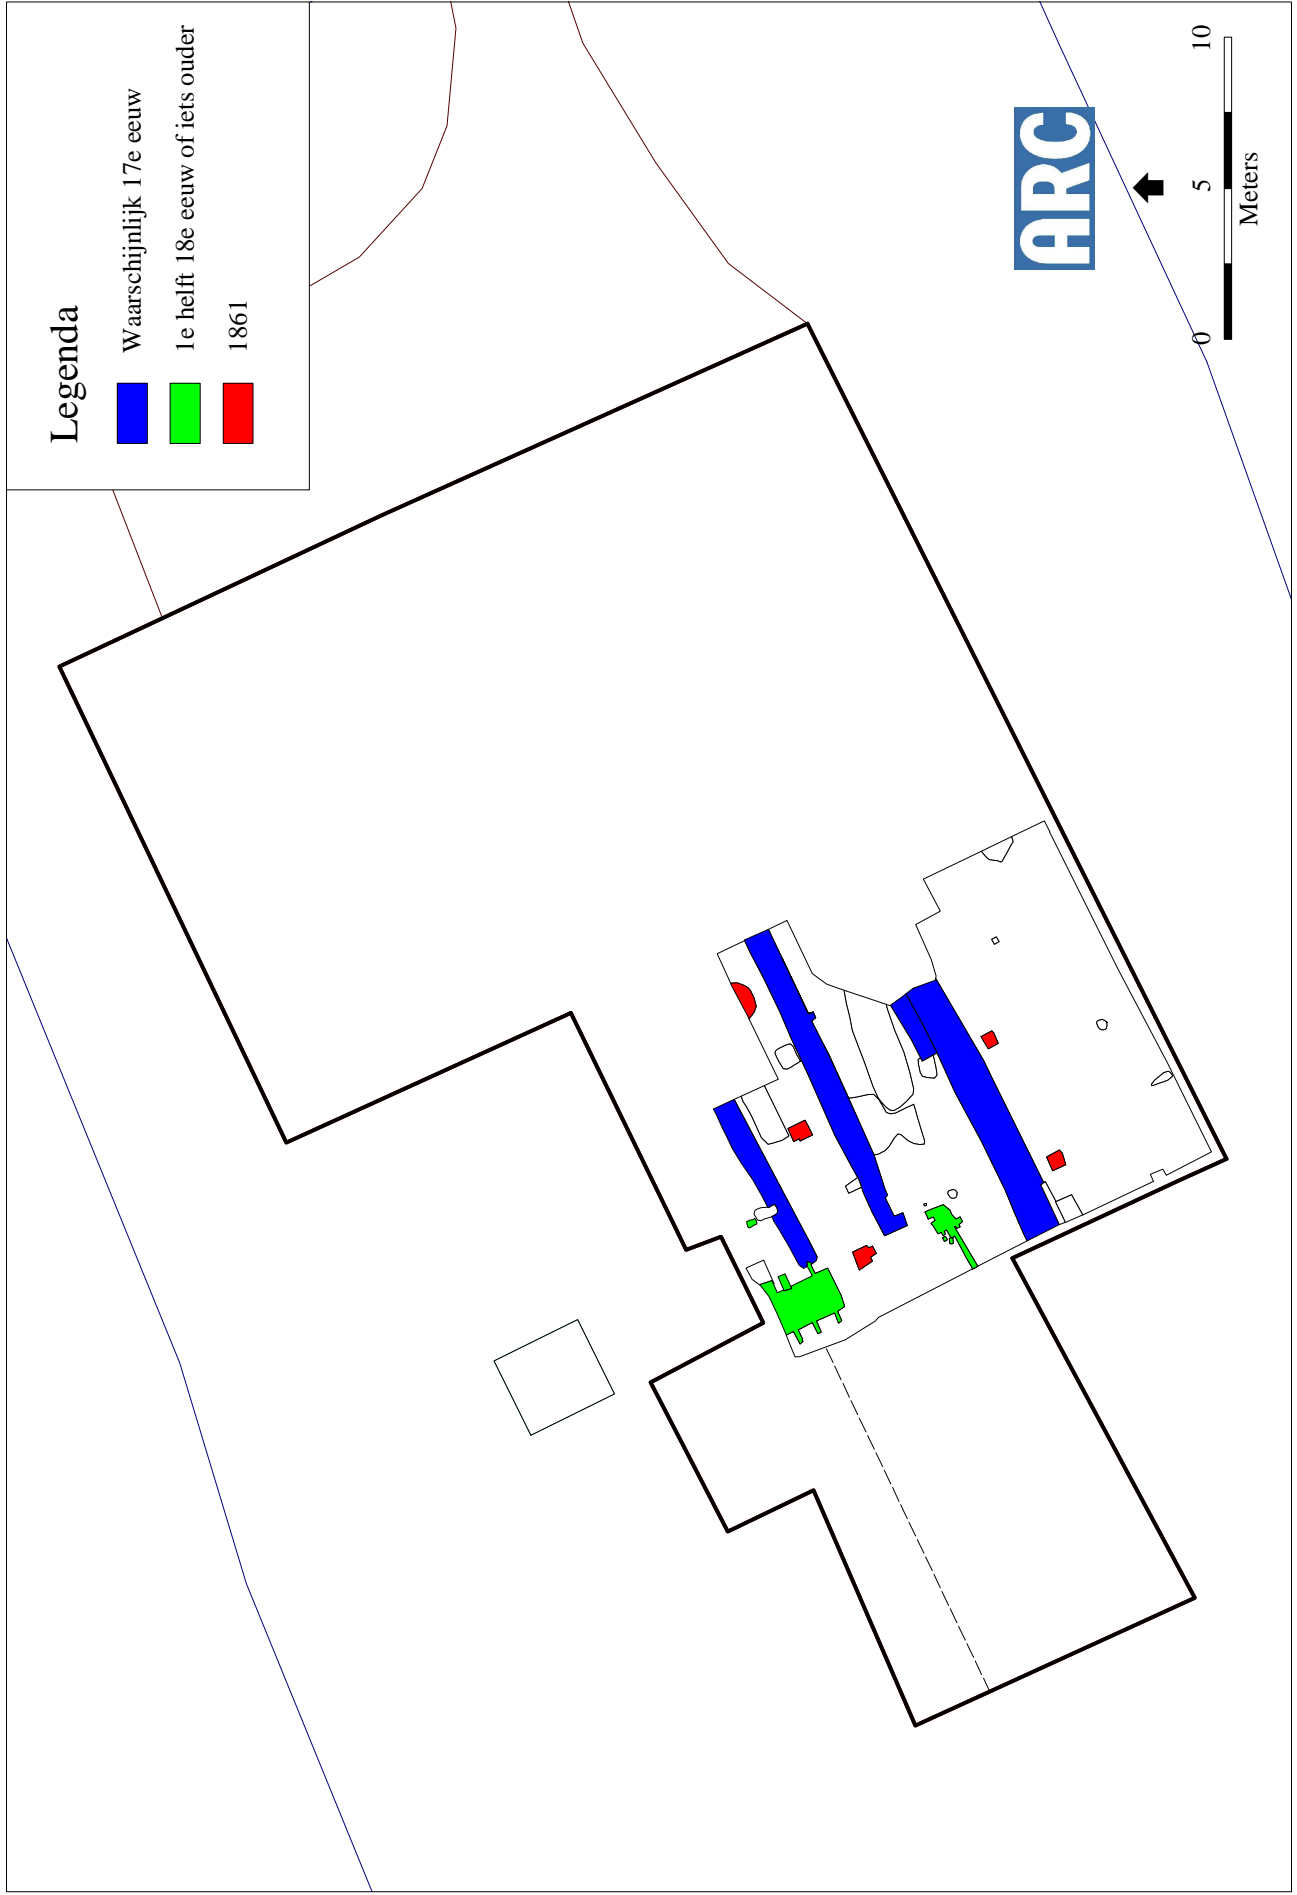 Legenda
Waarschijnlijk 17e eeuw
1e helft 18e eeuw of iets ouder
1861
ARC
0 5 10
Meters